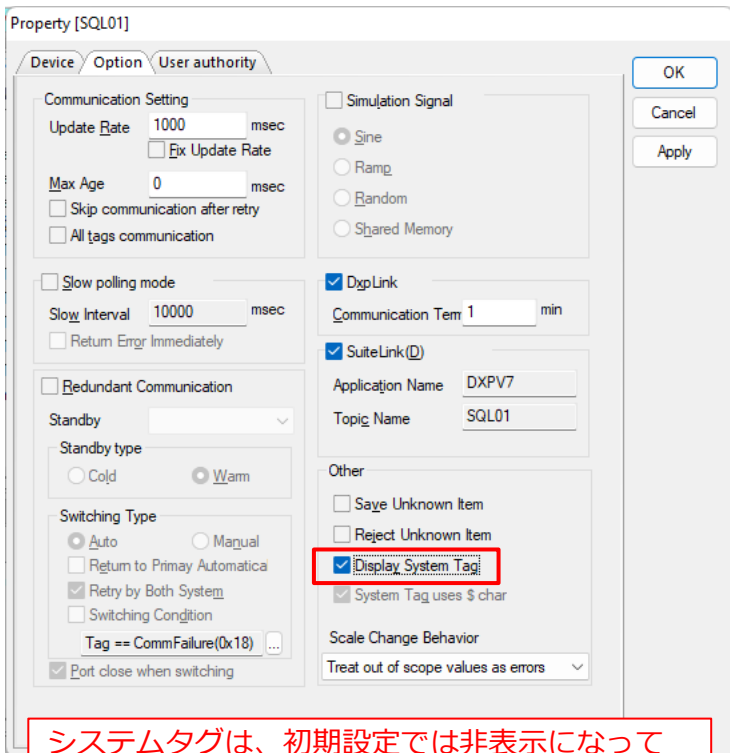 Property [SQL01]
Device
Option
User authority
OK
Cancel
Apply
Communication Setting
Update Rate 1000 msec
Fix Update Rate
Max Age 0 msec
Skip communication after retry
All tags communication
Slow polling mode
Slow Interval 10000 msec
Return Error Immediately
Redundant Communication
Standby
Standby type
Cold Warm
Switching Type
Auto Manual
Return to Primay Automatical
Retry by Both System
Switching Condition
Tag == CommFailure(0x18) ...
Port close when switching
Simulation Signal
Sine
Ramp
Random
Shared Memory
DxpLink
Communication Term 1 min
SuiteLink(D)
Application Name DXPV7
Topic Name SQL01
Other
Save Unknown Item
Reject Unknown Item
Display System Tag
System Tag uses $ char
Scale Change Behavior
Treat out of scope values as errors
システムタグは、初期設定では非表示になって